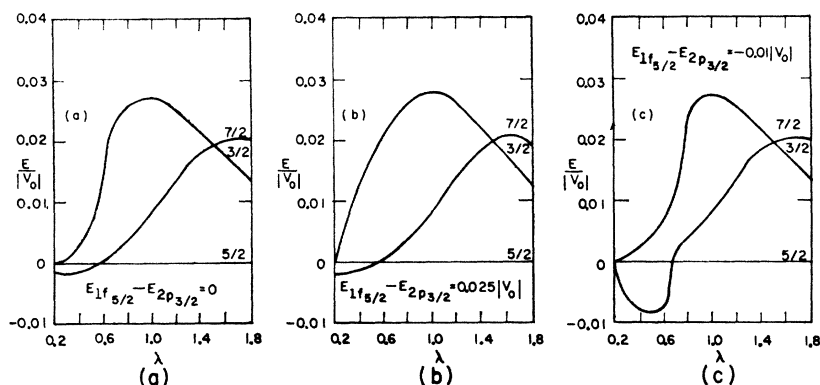 0.04
0.03
0.02
0.01
0
-0.01
E/|V₀|
(a)
7/2
3/2
5/2
E1f5/2 - E2p3/2 = 0
0.2 0.6 1.0 1.4 1.8
λ
(a)
0.04
0.03
0.02
0.01
0
-0.01
E/|V₀|
(b)
7/2
3/2
5/2
E1f5/2 - E2p3/2 = 0.025|V₀|
0.2 0.6 1.0 1.4 1.8
λ
(b)
0.04
0.03
0.02
0.01
0
-0.01
E/|V₀|
E1f5/2 - E2p3/2 = -0.01|V₀|
(c)
7/2
3/2
5/2
0.2 0.6 1.0 1.4 1.8
λ
(c)